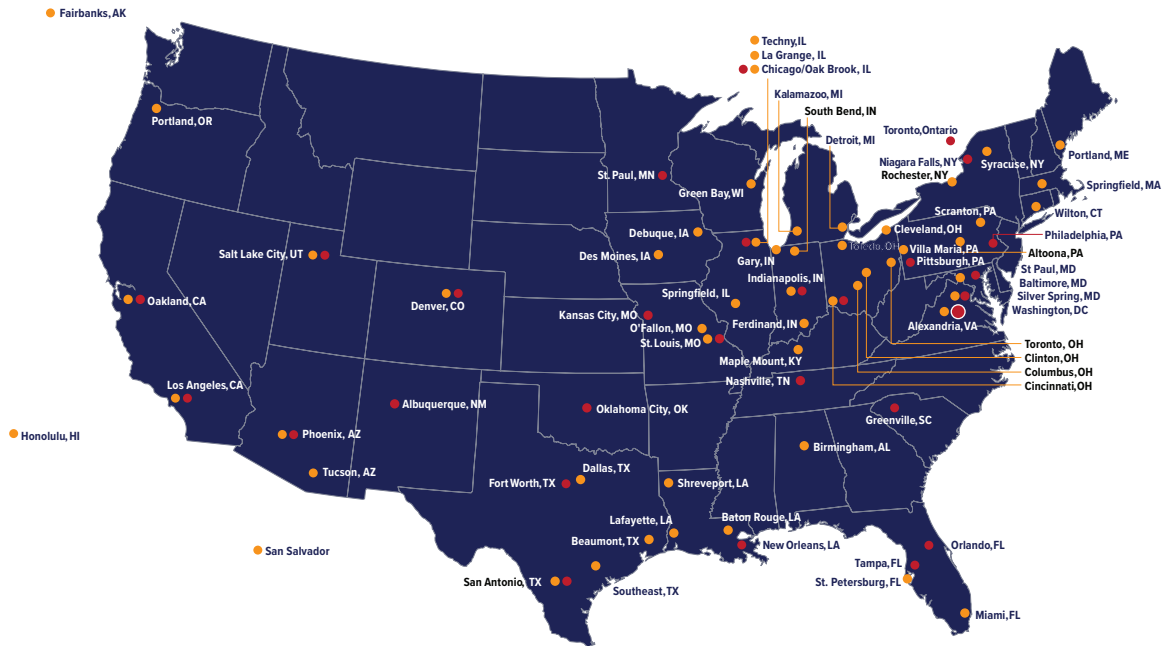 Fairbanks, AK
Techny,IL
La Grange, IL
Chicago/Oak Brook, IL
Kalamazoo, MI
South Bend, IN
Portland, OR
Toronto,Ontario
Detroit, MI
Niagara Falls,NY
Syracuse, NY
Portland, ME
St. Paul, MN
Rochester, NY
Green Bay,WI
Springfield, MA
Scranton, PA
Wilton, CT
Debuque, IA
Cleveland,OH
Philadelphia, PA
Toledo, OH
Villa Maria,PA
Altoona,PA
Salt Lake City, UT
Des Moines, IA
Gary, IN
Pittsburgh, PA
St Paul, MD
Indianapolis, IN
Baltimore, MD
Springfield, IL
Silver Spring, MD
Oakland, CA
Denver, CO
Washington, DC
Kansas City, MO
O'Fallon, MO
Ferdinand, IN
Alexandria, VA
St. Louis, MO
Toronto, OH
Maple Mount, KY
Clinton, OH
Columbus, OH
Nashville, TN
Cincinnati, OH
Los Angeles,CA
Albuquerque, NM
Oklahoma City, OK
Greenville,SC
Honolulu, HI
Phoenix, AZ
Birmingham, AL
Tucson, AZ
Dallas, TX
Fort Worth, TX
Shreveport, LA
Lafayette, LA
Baton Rouge, LA
Beaumont, TX
New Orleans, LA
Orlando, FL
San Salvador
Tampa, FL
San Antonio, TX
St. Petersburg, FL
Southeast, TX
Miami, FL